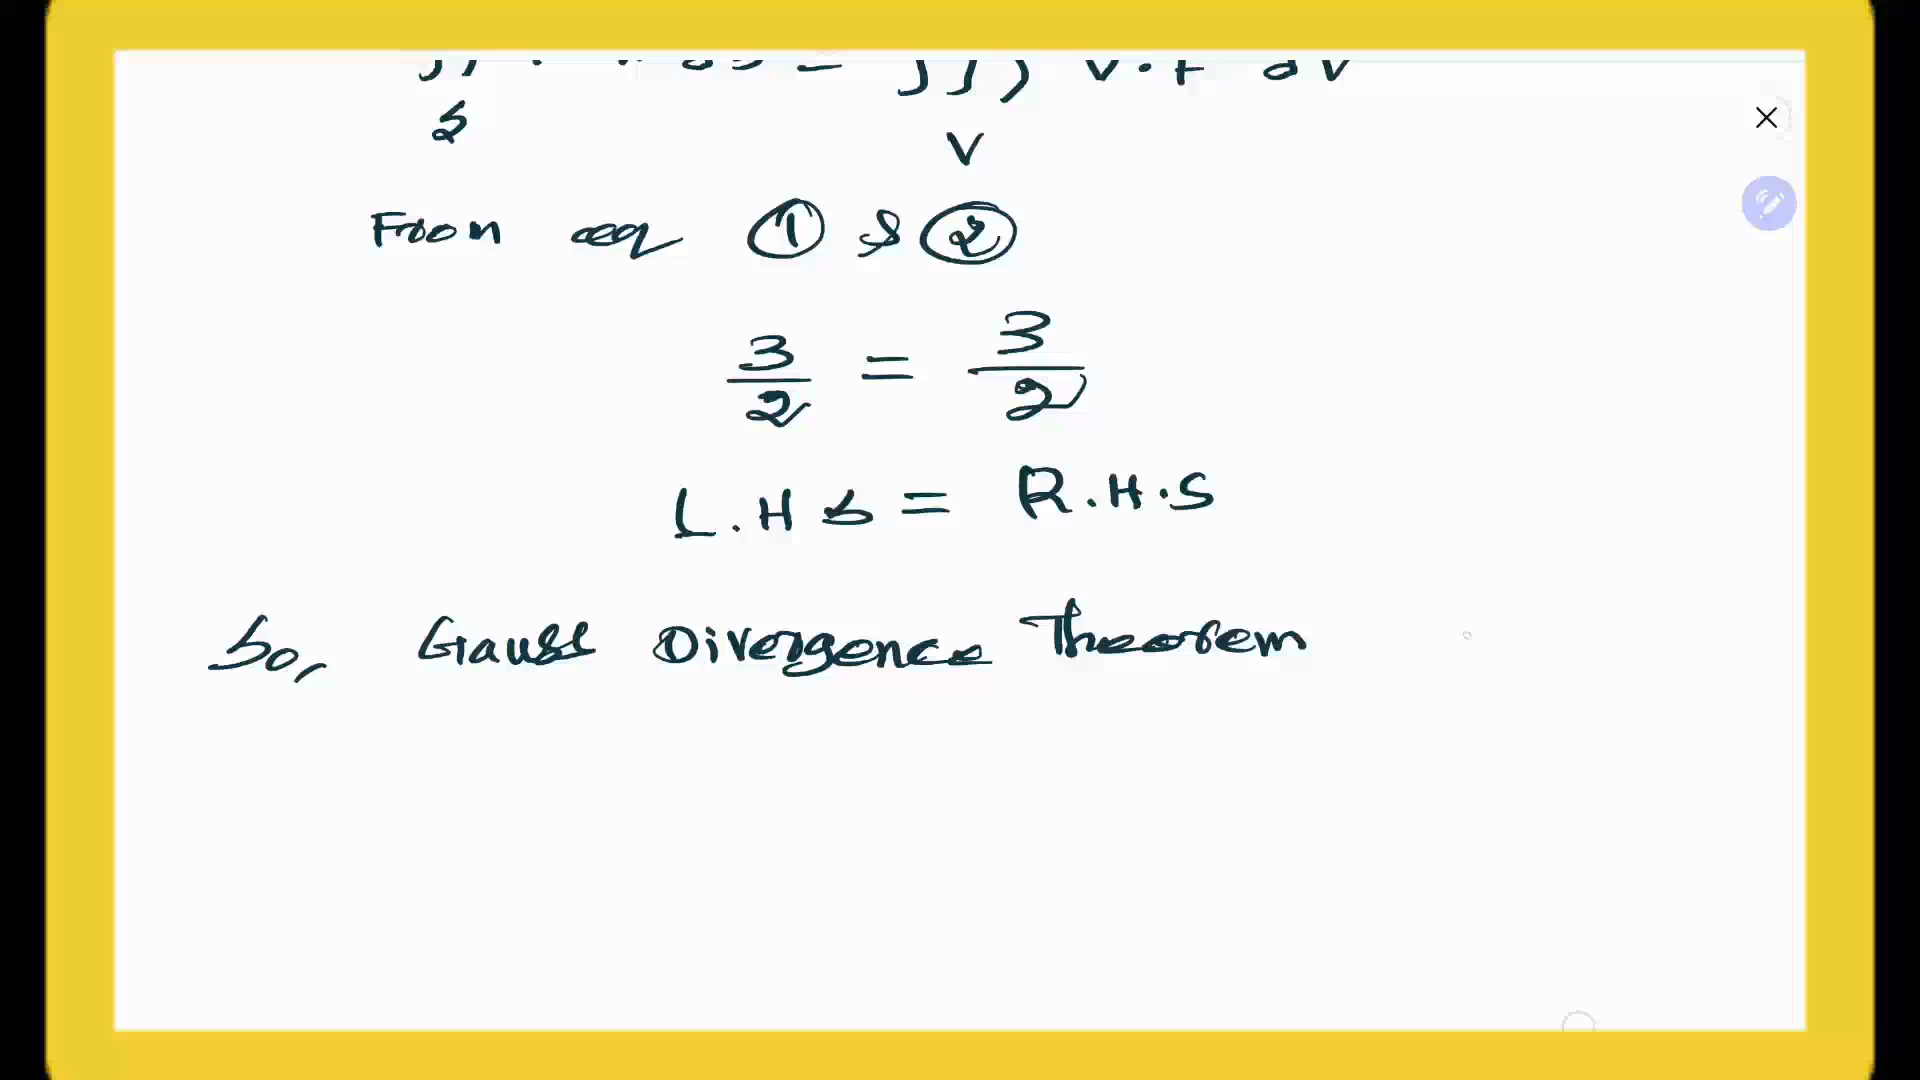 S
V
From eq ① & ②
3/2 = 3/2
L.H S = R.H.S
So, Gauss Divergence Theorem